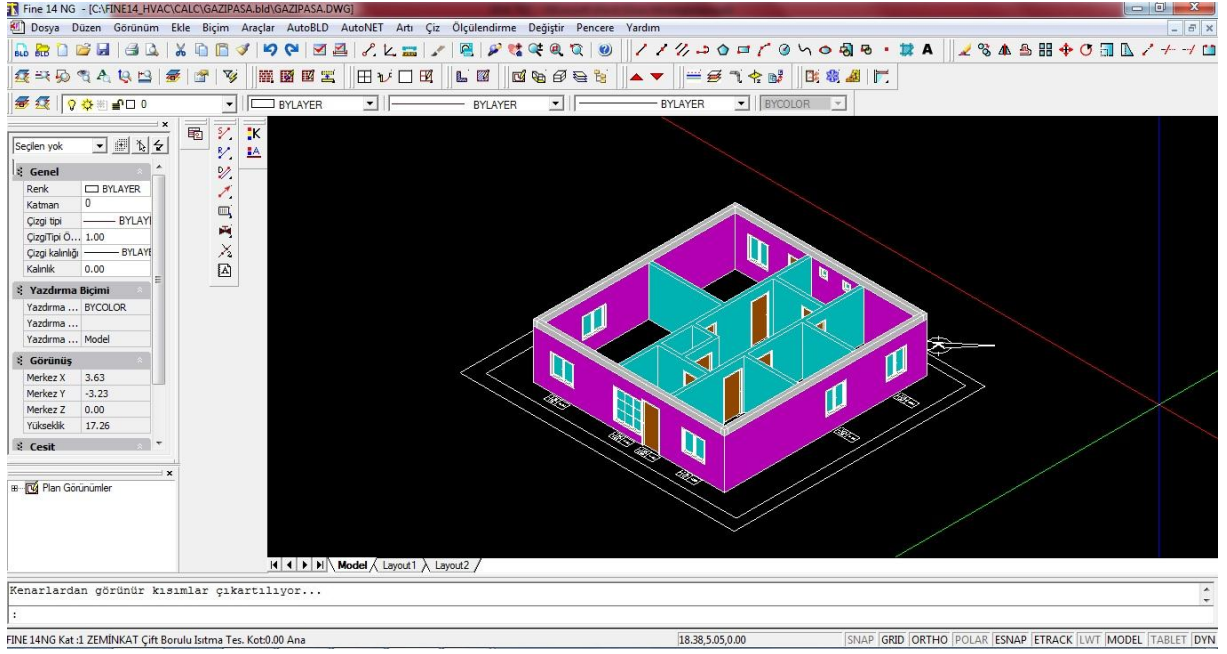 Fine 14 NG - [C:\FINE14_HVAC\CALC\GAZIPASA.bld\GAZIPASA.DWG]
Dosya Düzen Görünüm Ekle Biçim Araçlar AutoBLD AutoNET Artı Çiz Ölçülendirme Değiştir Pencere Yardım
BLD BLD
0 BYLAYER BYLAYER BYLAYER BYCOLOR
Seçilen yok
Genel
Renk BYLAYER
Katman 0
Çizgi tipi BYLAYI
ÇizgiTipi Ö... 1.00
Çizgi kalınlığı BYLAYE
Kalınlık 0.00
Yazdırma Biçimi
Yazdırma ... BYCOLOR
Yazdırma ...
Yazdırma ... Model
Görünüş
Merkez X 3.63
Merkez Y -3.23
Merkez Z 0.00
Yükseklik 17.26
Cesit
Plan Görünümler
Model Layout1 Layout2
Kenarlardan görünür kısımlar çıkartılıyor...
:
FINE 14NG Kat :1 ZEMİNKAT Çift Borulu Isıtma Tes. Kot:0.00 Ana 18.38,5.05,0.00 SNAP GRID ORTHO POLAR ESNAP ETRACK LWT MODEL TABLET DYN